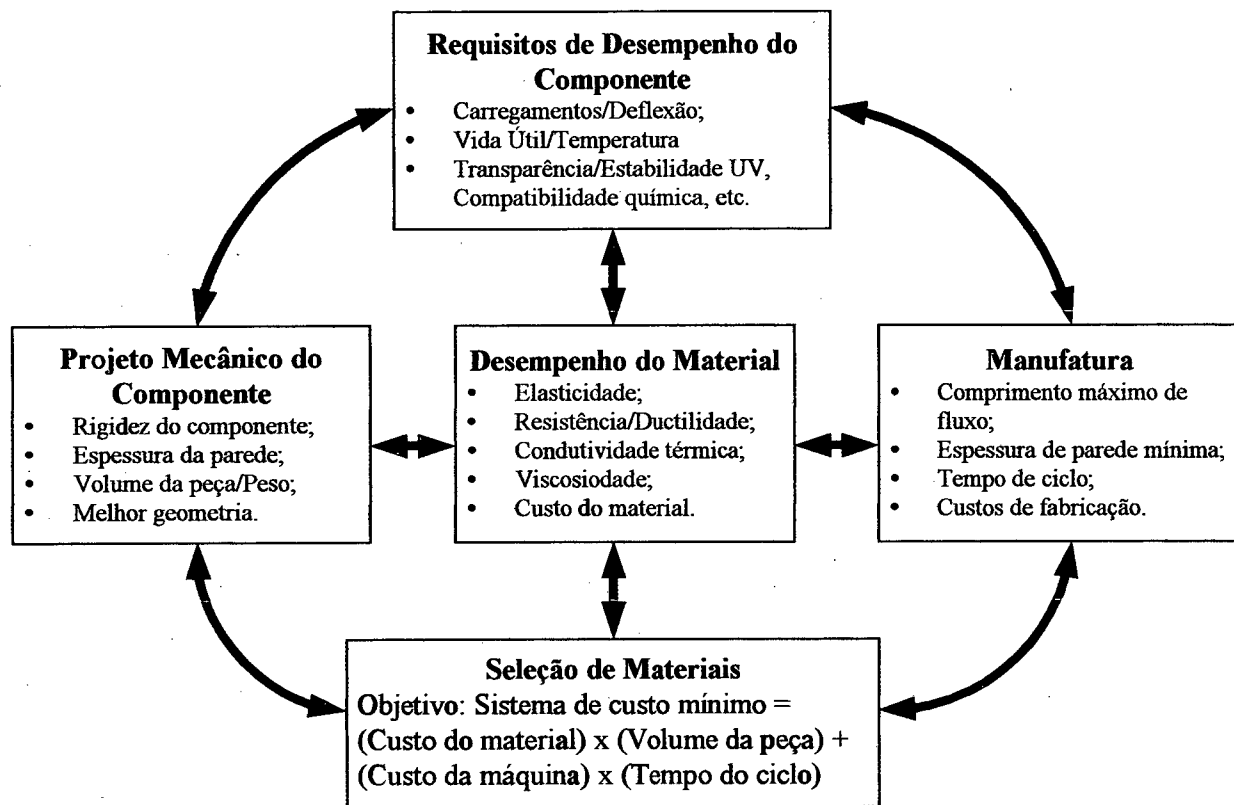 Requisitos de Desempenho do
Componente
• Carregamentos/Deflexão;
• Vida Útil/Temperatura
• Transparência/Estabilidade UV,
Compatibilidade química, etc.
Projeto Mecânico do
Componente
• Rigidez do componente;
• Espessura da parede;
• Volume da peça/Peso;
• Melhor geometria.
Desempenho do Material
• Elasticidade;
• Resistência/Ductilidade;
• Condutividade térmica;
• Viscosiodade;
• Custo do material.
Manufatura
• Comprimento máximo de
fluxo;
• Espessura de parede mínima;
• Tempo de ciclo;
• Custos de fabricação.
Seleção de Materiais
Objetivo: Sistema de custo mínimo =
(Custo do material) x (Volume da peça) +
(Custo da máquina) x (Tempo do ciclo)